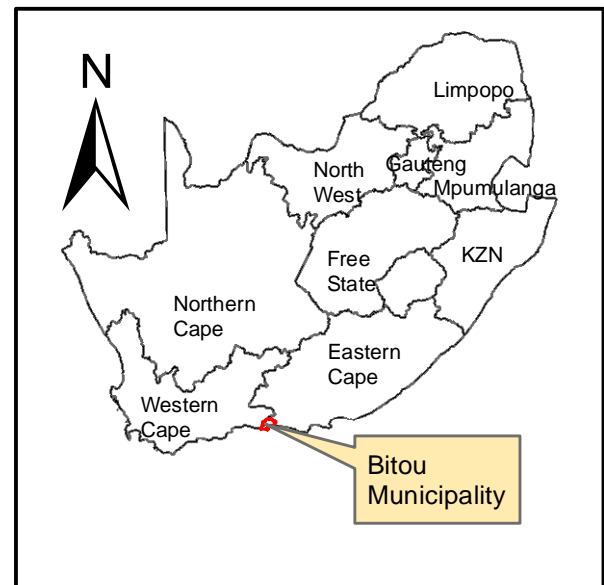 N
Limpopo
North
West
Gauteng
Mpumulanga
Free
State
KZN
Northern
Cape
Eastern
Cape
Western
Cape
Bitou
Municipality